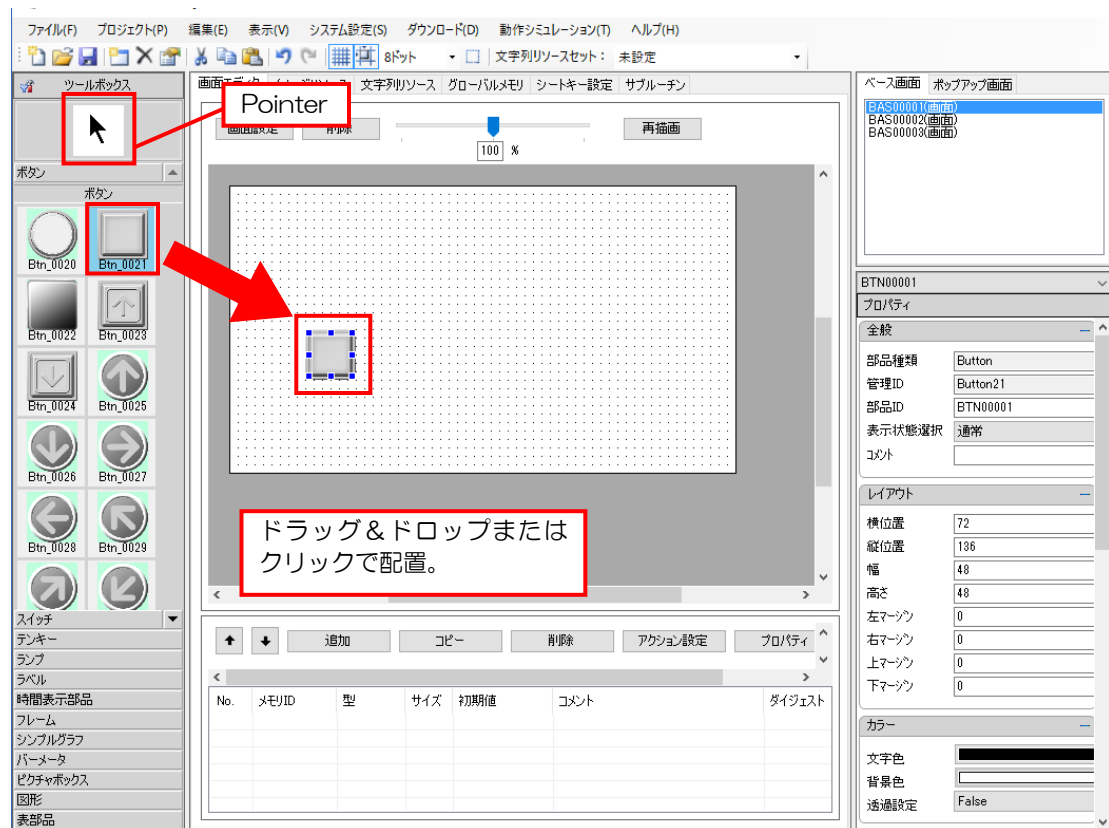 ファイル(F) プロジェクト(P) 編集(E) 表示(V) システム設定(S) ダウンロード(D) 動作シミュレーション(T) ヘルプ(H)
8ドット 文字列リソースセット: 未設定
ツールボックス
Pointer
ボタン
ボタン
Btn_0020 Btn_0021
Btn_0022 Btn_0023
Btn_0024 Btn_0025
Btn_0026 Btn_0027
Btn_0028 Btn_0029
スイッチ
テンキー
ランプ
ラベル
時間表示部品
フレーム
シンプルグラフ
バーメータ
ピクチャボックス
図形
表部品
文字列リソース グローバルメモリ シートキー設定 サブルーチン
画面設定 削除 再描画
100 %
ドラッグ&ドロップまたは
クリックで配置。
追加 コピー 削除 アクション設定 プロパティ
No. メモリID 型 サイズ 初期値 コメント ダイジェスト
ベース画面 ポップアップ画面
BAS00001(画面)
BAS00002(画面)
BAS00003(画面)
BTN00001
プロパティ
全般
部品種類 Button
管理ID Button21
部品ID BTN00001
表示状態選択 通常
コメント
レイアウト
横位置 72
縦位置 136
幅 48
高さ 48
左マージン 0
右マージン 0
上マージン 0
下マージン 0
カラー
文字色
背景色
透過設定 False